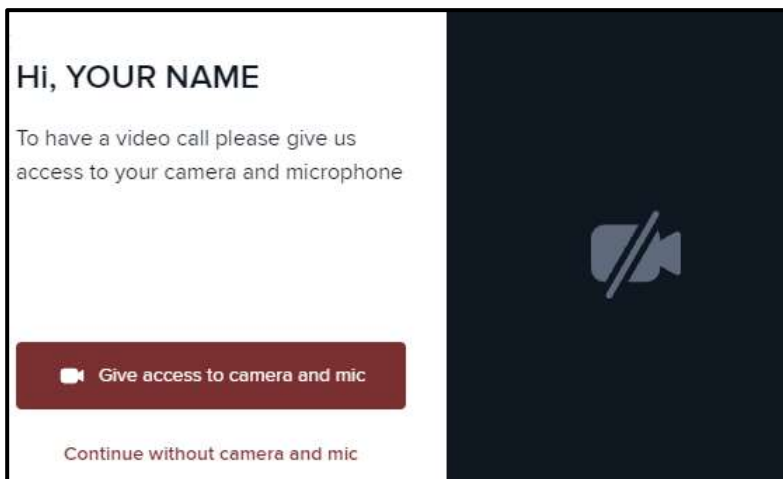 Hi, YOUR NAME
To have a video call please give us
access to your camera and microphone
Give access to camera and mic
Continue without camera and mic